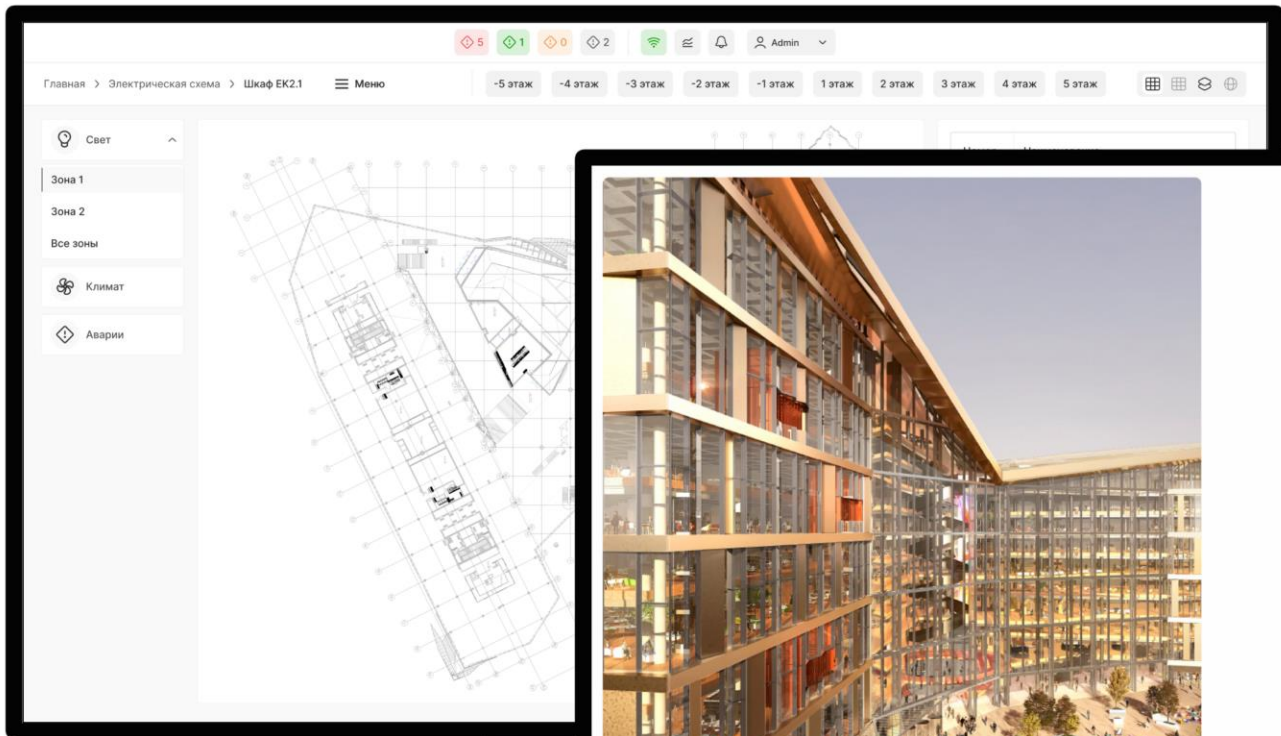 5 1 0 2 Admin
Главная > Электрическая схема > Шкаф ЕК2.1 Меню -5 этаж -4 этаж -3 этаж -2 этаж -1 этаж 1 этаж 2 этаж 3 этаж 4 этаж 5 этаж
Свет
Зона 1
Зона 2
Все зоны
Климат
Аварии